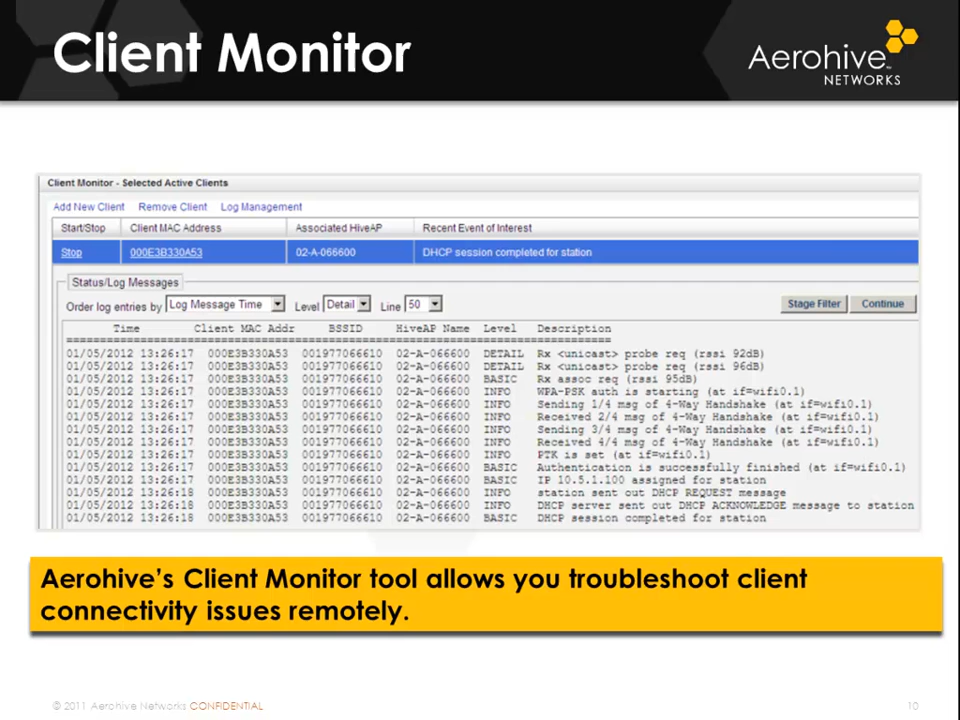 Client Monitor
Aerohive™
NETWORKS
Client Monitor - Selected Active Clients
Add New Client Remove Client Log Management
Start/Stop Client MAC Address Associated HiveAP Recent Event of Interest
Stop 000E3B330A53 02-A-066600 DHCP session completed for station
Status/Log Messages
Order log entries by Log Message Time Level Detail Line 50 Stage Filter Continue
Time Client MAC Addr BSSID HiveAP Name Level Description
01/05/2012 13:26:17 000E3B330A53 001977066610 02-A-066600 DETAIL Rx <unicast> probe req (rssi 92dB)
01/05/2012 13:26:17 000E3B330A53 001977066610 02-A-066600 DETAIL Rx <unicast> probe req (rssi 96dB)
01/05/2012 13:26:17 000E3B330A53 001977066610 02-A-066600 BASIC Rx assoc req (rssi 95dB)
01/05/2012 13:26:17 000E3B330A53 001977066610 02-A-066600 INFO WPA-PSK auth is starting (at if=wifi0.1)
01/05/2012 13:26:17 000E3B330A53 001977066610 02-A-066600 INFO Sending 1/4 msg of 4-Way Handshake (at if=wifi0.1)
01/05/2012 13:26:17 000E3B330A53 001977066610 02-A-066600 INFO Received 2/4 msg of 4-Way Handshake (at if=wifi0.1)
01/05/2012 13:26:17 000E3B330A53 001977066610 02-A-066600 INFO Sending 3/4 msg of 4-Way Handshake (at if=wifi0.1)
01/05/2012 13:26:17 000E3B330A53 001977066610 02-A-066600 INFO Received 4/4 msg of 4-Way Handshake (at if=wifi0.1)
01/05/2012 13:26:17 000E3B330A53 001977066610 02-A-066600 INFO PTK is set (at if=wifi0.1)
01/05/2012 13:26:17 000E3B330A53 001977066610 02-A-066600 BASIC Authentication is successfully finished (at if=wifi0.1)
01/05/2012 13:26:17 000E3B330A53 001977066610 02-A-066600 BASIC IP 10.5.1.100 assigned for station
01/05/2012 13:26:18 000E3B330A53 001977066610 02-A-066600 INFO station sent out DHCP REQUEST message
01/05/2012 13:26:18 000E3B330A53 001977066610 02-A-066600 INFO DHCP server sent out DHCP ACKNOWLEDGE message to station
01/05/2012 13:26:18 000E3B330A53 001977066610 02-A-066600 BASIC DHCP session completed for station
Aerohive's Client Monitor tool allows you troubleshoot client
connectivity issues remotely.
© 2011 Aerohive Networks CONFIDENTIAL 10